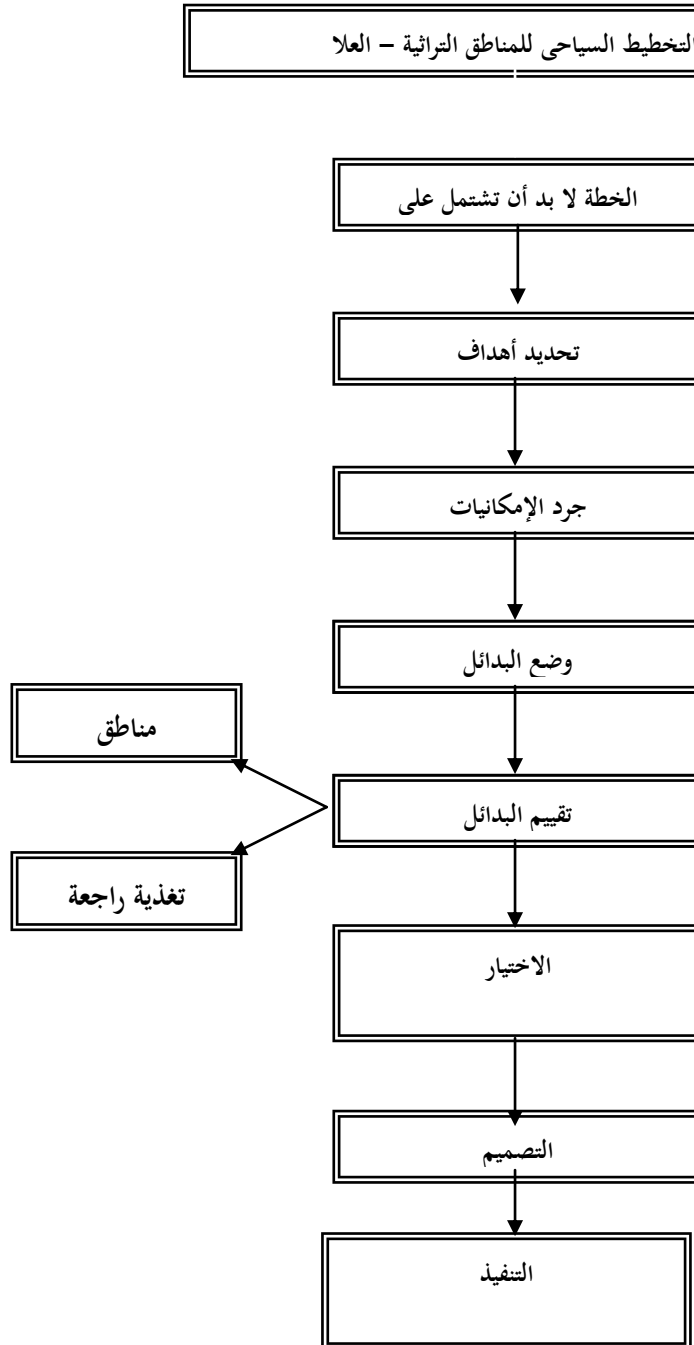 التخطيط السياحى للمناطق التراثية – العلا
الخطة لا بد أن تشتمل على
تحديد أهداف
جرد الإمكانيات
وضع البدائل
مناطق
تقييم البدائل
تغذية راجعة
الاختيار
التصميم
التنفيذ